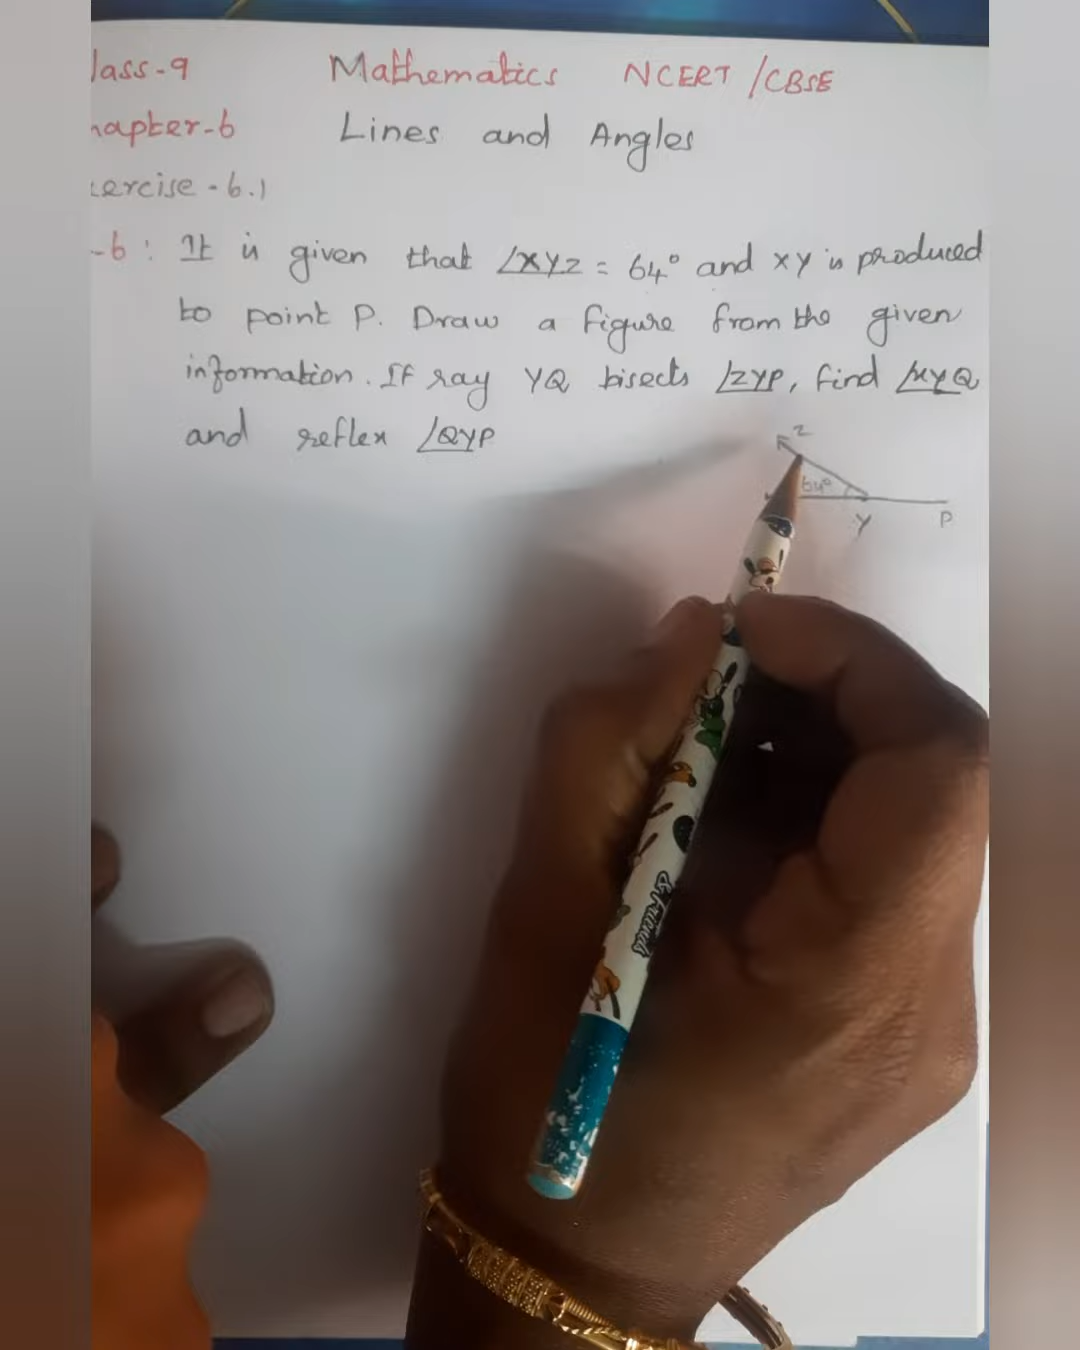 lass-9 Mathematics NCERT /CBSE
hapter-6 Lines and Angles
ercise-6.1
-6: It is given that ∠XYZ = 64° and XY is produced
to point P. Draw a figure from the given
information. If ray YQ bisects ∠ZYP, find ∠XYQ
and reflex ∠QYP
Z
64°
Y P
& Friends